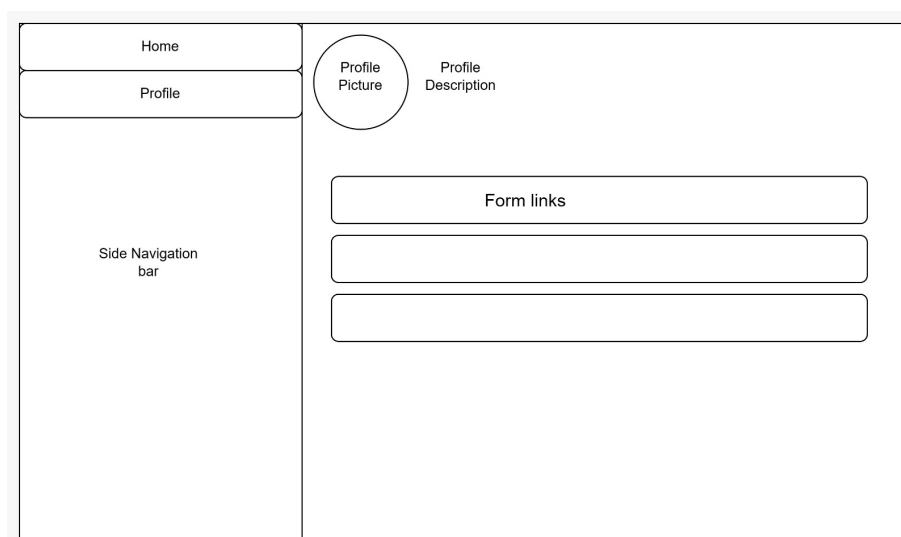 Home
Profile
Side Navigation
bar
Profile
Picture
Profile
Description
Form links